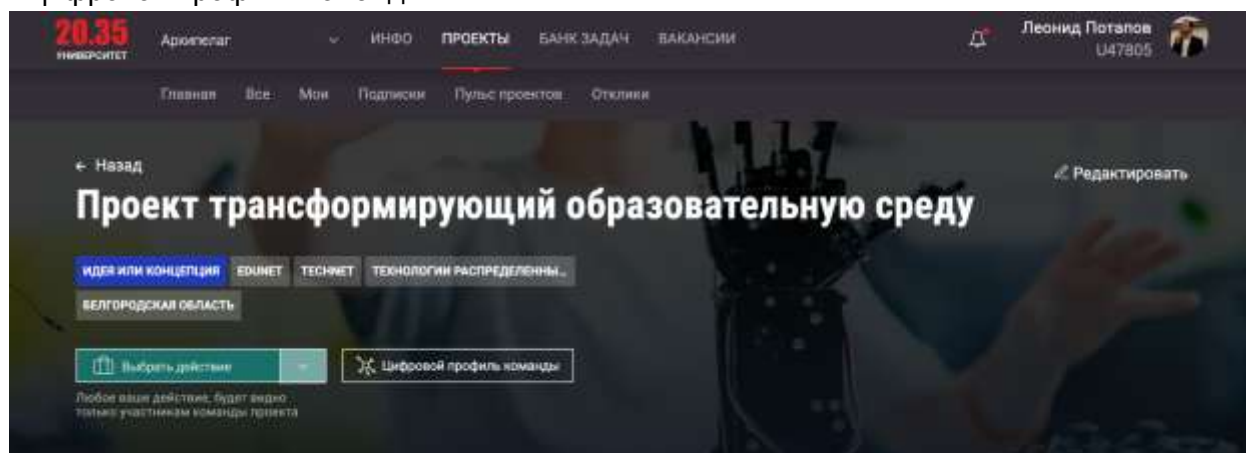 20.35
УНИВЕРСИТЕТ
Архипелаг
ИНФО
ПРОЕКТЫ
БАНК ЗАДАЧ
ВАКАНСИИ
Леонид Потапов
U47805
Главная
Все
Мои
Подписки
Пульс проектов
Отклики
← Назад
Редактировать
Проект трансформирующий образовательную среду
ИДЕЯ ИЛИ КОНЦЕПЦИЯ
EDUNET
TECHNET
ТЕХНОЛОГИИ РАСПРЕДЕЛЕННЫ...
БЕЛГОРОДСКАЯ ОБЛАСТЬ
Выбрать действие
Цифровой профиль команды
Любое ваше действие, будет видно
только участникам команды проекта